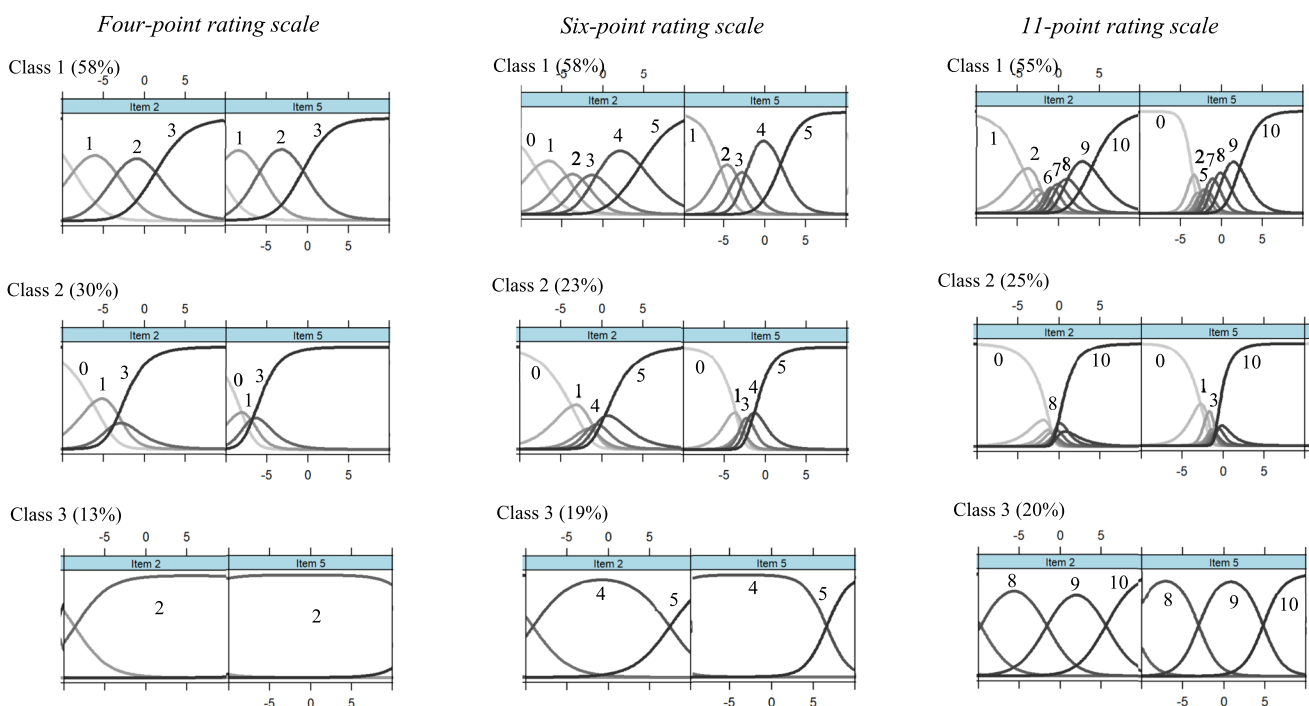 Four-point rating scale
Six-point rating scale
11-point rating scale
Class 1 (58%)
-5 0 5
Item 2 Item 5
1 2 3 1 2 3
-5 0 5
Class 1 (58%)
-5 0 5
Item 2 Item 5
0 1 2 3 4 5 1 2 3 4 5
-5 0 5
Class 1 (55%)
0 5
Item 2 Item 5
1 2 6 7 8 9 10 0 2 5 7 8 9 10
-5 0 5
Class 2 (30%)
-5 0 5
Item 2 Item 5
0 1 3 0 1 3
-5 0 5
Class 2 (23%)
-5 0 5
Item 2 Item 5
0 1 4 5 0 1 3 4 5
-5 0 5
Class 2 (25%)
-5 0 5
Item 2 Item 5
0 8 10 0 1 3 10
-5 0 5
Class 3 (13%)
-5 0 5
Item 2 Item 5
2 2
-5 0 5
Class 3 (19%)
-5 0 5
Item 2 Item 5
4 5 4 5
-5 0 5
Class 3 (20%)
-5 0 5
Item 2 Item 5
8 9 10 8 9 10
-5 0 5